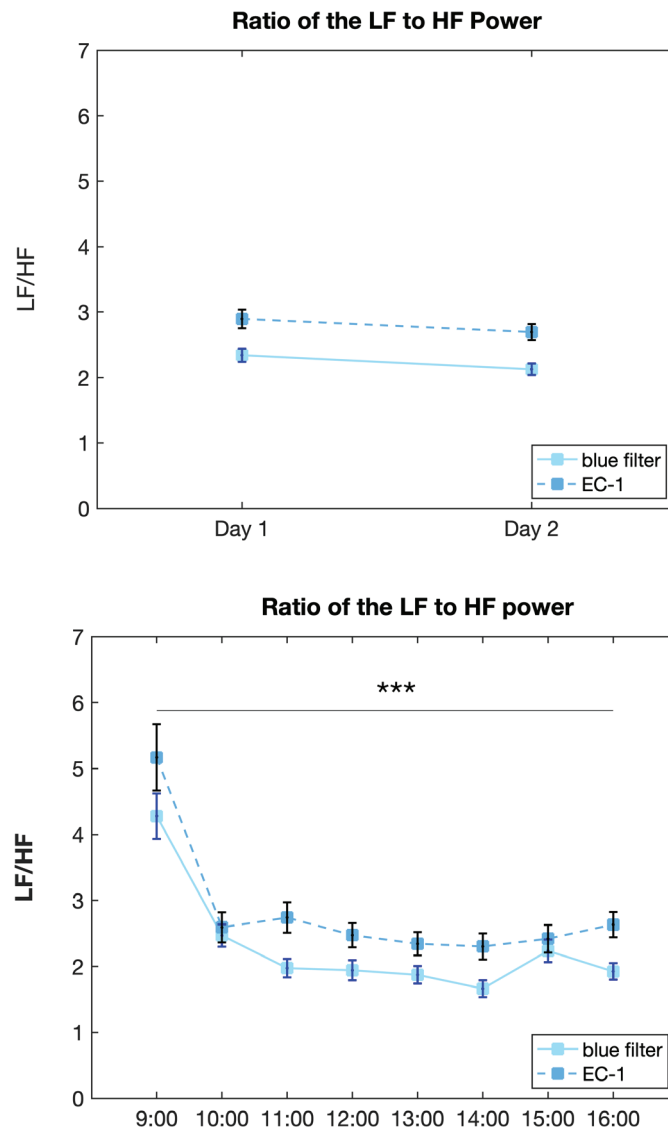 Ratio of the LF to HF Power
7
6
5
4
3
2
1
0
LF/HF
Day 1
Day 2
blue filter
EC-1
Ratio of the LF to HF power
7
6
5
4
3
2
1
0
LF/HF
***
blue filter
EC-1
9:00 10:00 11:00 12:00 13:00 14:00 15:00 16:00